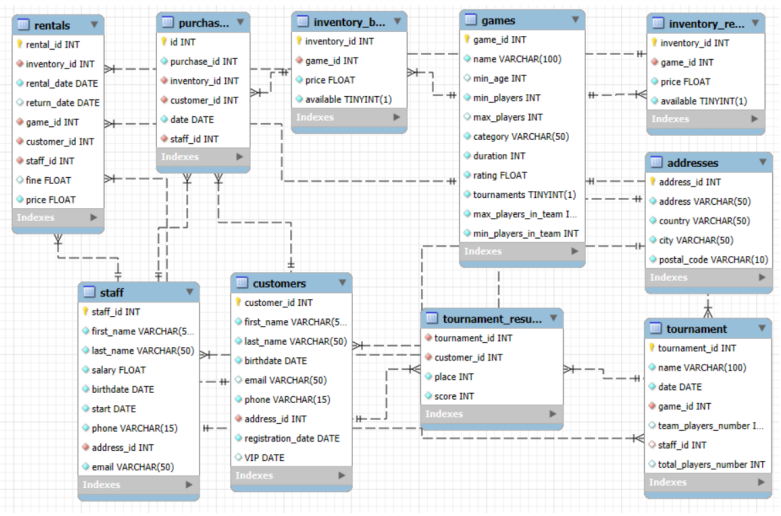 rentals
rental_id INT
inventory_id INT
rental_date DATE
return_date DATE
game_id INT
customer_id INT
staff_id INT
fine FLOAT
price FLOAT
Indexes
purchas...
id INT
purchase_id INT
inventory_id INT
customer_id INT
date DATE
staff_id INT
Indexes
inventory_b...
inventory_id INT
game_id INT
price FLOAT
available TINYINT(1)
Indexes
games
game_id INT
name VARCHAR(100)
min_age INT
min_players INT
max_players INT
category VARCHAR(50)
duration INT
rating FLOAT
tournaments TINYINT(1)
max_players_in_team I...
min_players_in_team INT
Indexes
inventory_re...
inventory_id INT
game_id INT
price FLOAT
available TINYINT(1)
Indexes
addresses
address_id INT
address VARCHAR(50)
country VARCHAR(50)
city VARCHAR(50)
postal_code VARCHAR(10)
Indexes
staff
staff_id INT
first_name VARCHAR(5...
last_name VARCHAR(50)
salary FLOAT
birthdate DATE
start DATE
phone VARCHAR(15)
address_id INT
email VARCHAR(50)
Indexes
customers
customer_id INT
first_name VARCHAR(5...
last_name VARCHAR(50)
birthdate DATE
email VARCHAR(50)
phone VARCHAR(15)
address_id INT
registration_date DATE
VIP DATE
Indexes
tournament_resu...
tournament_id INT
customer_id INT
place INT
score INT
Indexes
tournament
tournament_id INT
name VARCHAR(100)
date DATE
game_id INT
team_players_number I...
staff_id INT
total_players_number INT
Indexes